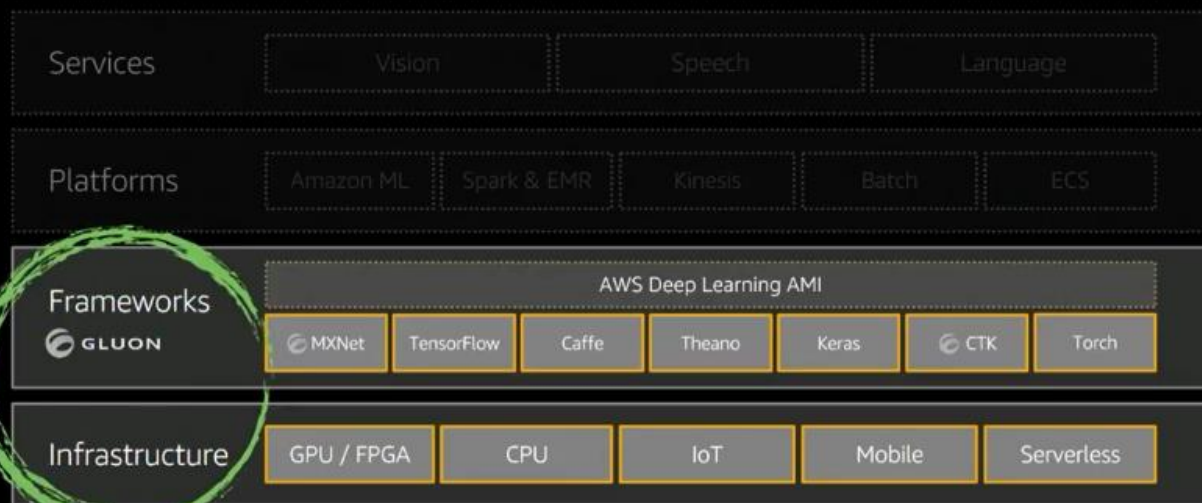 Services
Vision
Speech
Language
Platforms
Amazon ML
Spark & EMR
Kinesis
Batch
ECS
Frameworks
GLUON
AWS Deep Learning AMI
MXNet
TensorFlow
Caffe
Theano
Keras
CTK
Torch
Infrastructure
GPU / FPGA
CPU
IoT
Mobile
Serverless